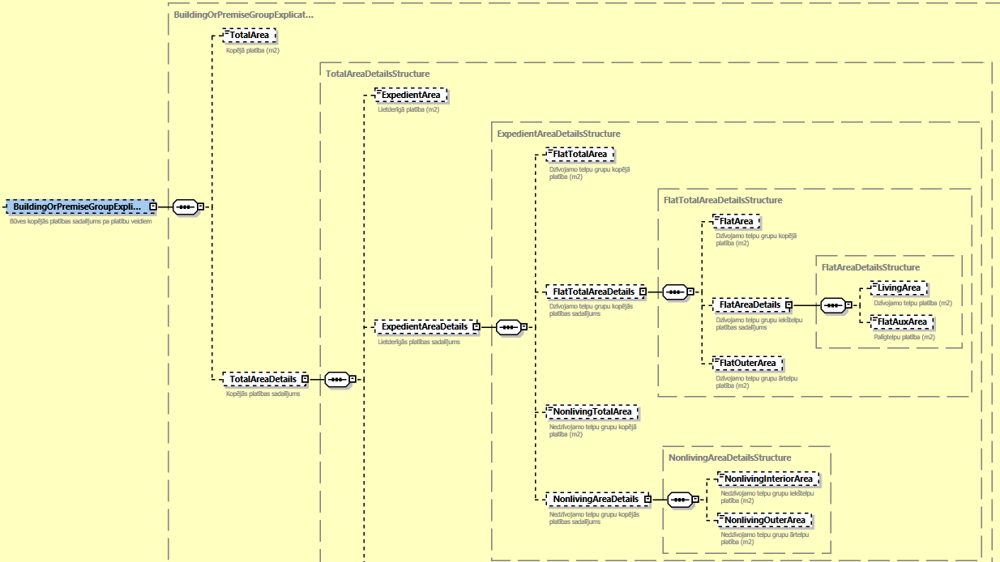 BuildingOrPremiseGroupExplicat...
TotalArea
Kopējā platība (m2)
TotalAreaDetailsStructure
ExpedientArea
Lietderīgā platība (m2)
ExpedientAreaDetailsStructure
FlatTotalArea
Dzīvojamo telpu grupu kopējā
platība (m2)
FlatTotalAreaDetailsStructure
FlatArea
Dzīvojamo telpu grupu kopējā
platība (m2)
BuildingOrPremiseGroupExpli...
Būves kopējās platības sadalījums pa platību veidiem
FlatAreaDetailsStructure
LivingArea
Dzīvojamo telpu platība (m2)
FlatTotalAreaDetails
Dzīvojamo telpu grupu kopējās
platības sadalījums
FlatAreaDetails
Dzīvojamo telpu grupu iekštelpu
platības sadalījums
FlatAuxArea
Palīgtelpu platība (m2)
ExpedientAreaDetails
Lietderīgās platības sadalījums
FlatOuterArea
Dzīvojamo telpu grupu ārtelpu
platība (m2)
TotalAreaDetails
Kopējās platības sadalījums
NonlivingTotalArea
Nedzīvojamo telpu grupu kopējā
platība (m2)
NonlivingAreaDetailsStructure
NonlivingInteriorArea
Nedzīvojamo telpu grupu iekštelpu
platība (m2)
NonlivingAreaDetails
Nedzīvojamo telpu grupu kopējās
platības sadalījums
NonlivingOuterArea
Nedzīvojamo telpu grupu ārtelpu
platība (m2)